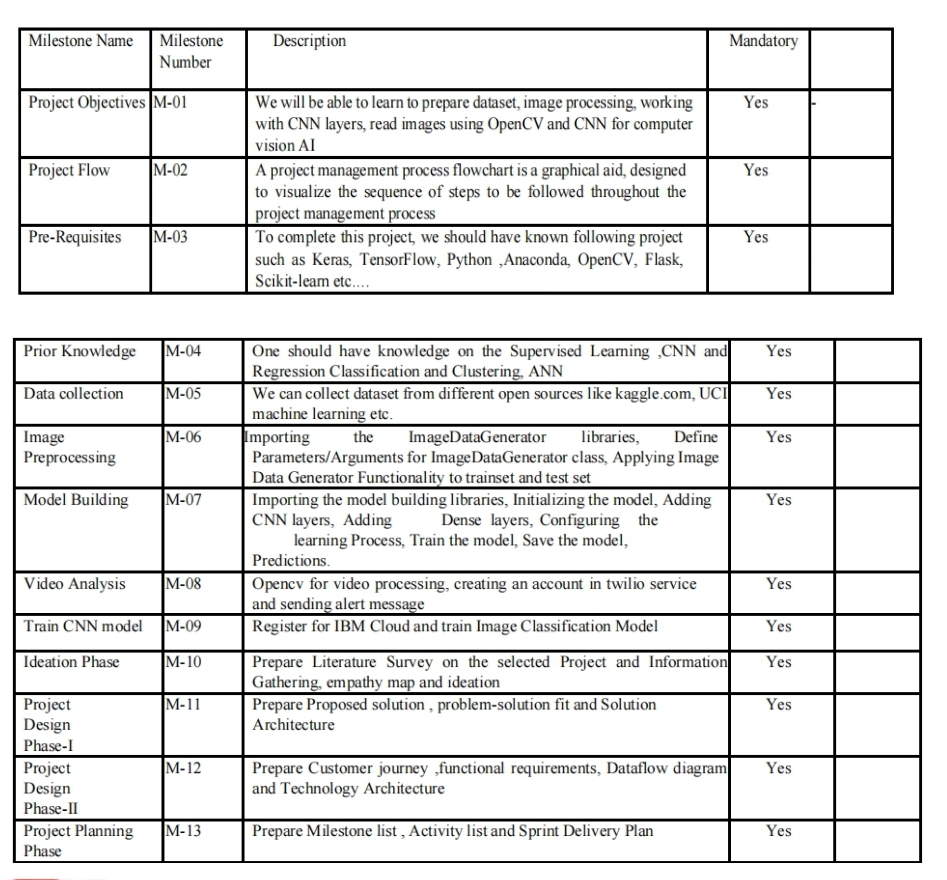 Milestone Name Milestone Description Mandatory
Number
Project Objectives M-01 We will be able to learn to prepare dataset, image processing, working Yes -
with CNN layers, read images using OpenCV and CNN for computer
vision AI
Project Flow M-02 A project management process flowchart is a graphical aid, designed Yes
to visualize the sequence of steps to be followed throughout the
project management process
Pre-Requisites M-03 To complete this project, we should have known following project Yes
such as Keras, TensorFlow, Python ,Anaconda, OpenCV, Flask,
Scikit-learn etc....
Prior Knowledge M-04 One should have knowledge on the Supervised Learning ,CNN and Yes
Regression Classification and Clustering, ANN
Data collection M-05 We can collect dataset from different open sources like kaggle.com, UCI Yes
machine learning etc.
Image M-06 Importing the ImageDataGenerator libraries, Define Yes
Preprocessing Parameters/Arguments for ImageDataGenerator class, Applying Image
Data Generator Functionality to trainset and test set
Model Building M-07 Importing the model building libraries, Initializing the model, Adding Yes
CNN layers, Adding Dense layers, Configuring the
learning Process, Train the model, Save the model,
Predictions.
Video Analysis M-08 Opencv for video processing, creating an account in twilio service Yes
and sending alert message
Train CNN model M-09 Register for IBM Cloud and train Image Classification Model Yes
Ideation Phase M-10 Prepare Literature Survey on the selected Project and Information Yes
Gathering, empathy map and ideation
Project M-11 Prepare Proposed solution , problem-solution fit and Solution Yes
Design Architecture
Phase-I
Project M-12 Prepare Customer journey ,functional requirements, Dataflow diagram Yes
Design and Technology Architecture
Phase-II
Project Planning M-13 Prepare Milestone list , Activity list and Sprint Delivery Plan Yes
Phase